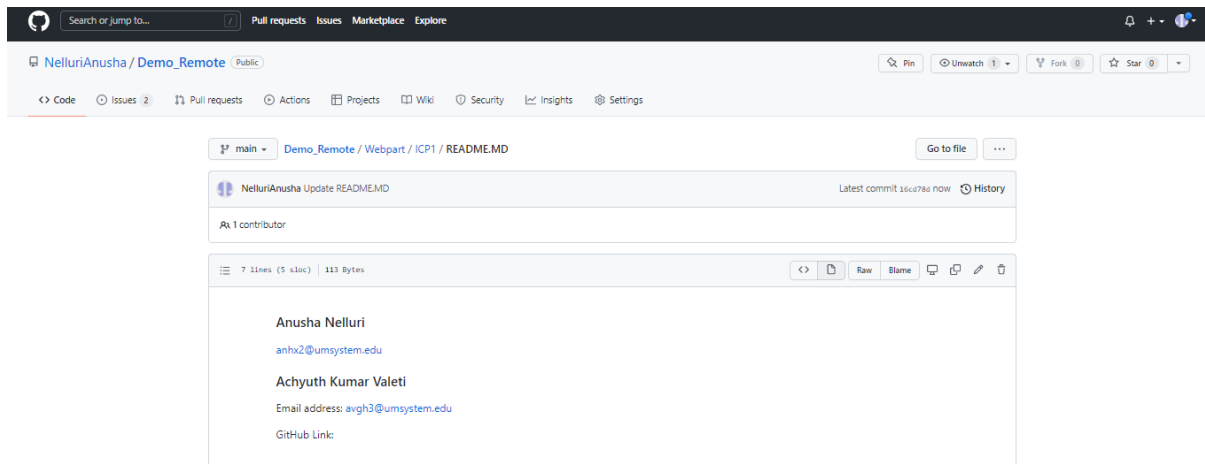 Search or jump to... / Pull requests Issues Marketplace Explore
NelluriAnusha / Demo_Remote Public Pin Unwatch 1 Fork 0 Star 0
<> Code Issues 2 Pull requests Actions Projects Wiki Security Insights Settings
main Demo_Remote / Webpart / ICP1 / README.MD Go to file ...
NelluriAnusha Update README.MD Latest commit 16cd78d now History
1 contributor
7 lines (5 sloc) 113 Bytes <> Raw Blame
Anusha Nelluri
anhx2@umsystem.edu
Achyuth Kumar Valeti
Email address: avgh3@umsystem.edu
GitHub Link: